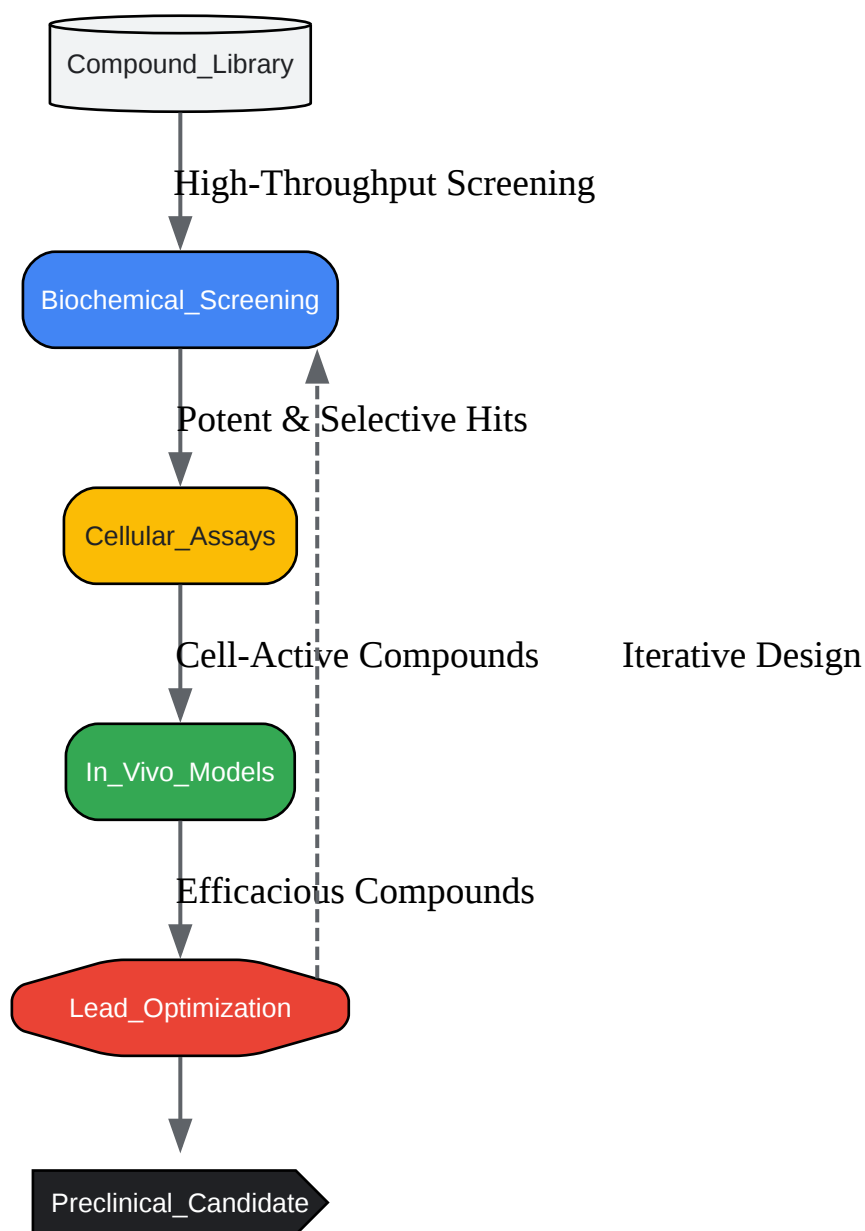 Compound_Library
High-Throughput Screening
Biochemical_Screening
Potent & Selective Hits
Cellular_Assays
Cell-Active Compounds
Iterative Design
In_Vivo_Models
Efficacious Compounds
Lead_Optimization
Preclinical_Candidate